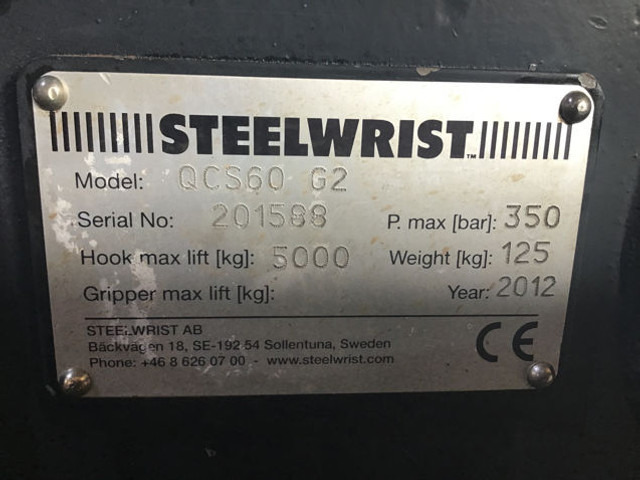 STEELWRIST™
Model: QCS60 G2
Serial No: 201588 P. max [bar]: 350
Hook max lift [kg]: 5000 Weight [kg]: 125
Gripper max lift [kg]: Year: 2012
STEELWRIST AB
Bäckvägen 18, SE-192 54 Sollentuna, Sweden
Phone: +46 8 626 07 00 - www.steelwrist.com
CE